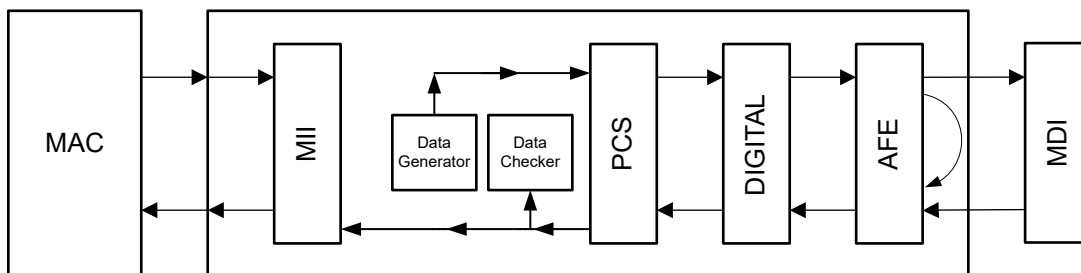 MAC
MII
Data
Generator
Data
Checker
PCS
DIGITAL
AFE
MDI